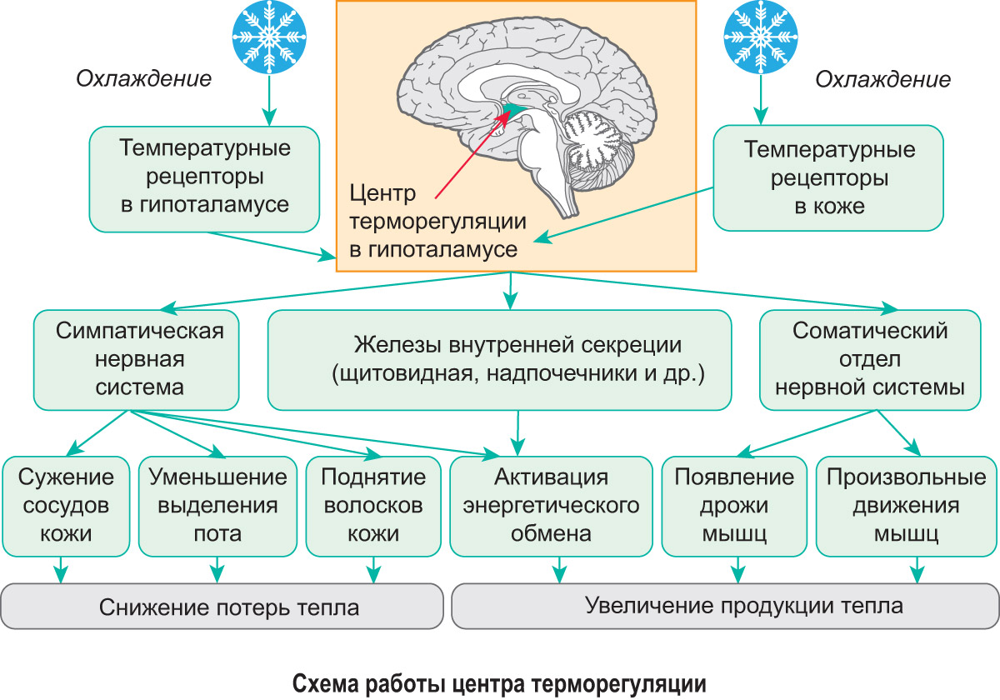 Охлаждение
Охлаждение
Температурные
рецепторы
в гипоталамусе
Центр
терморегуляции
в гипоталамусе
Температурные
рецепторы
в коже
Симпатическая
нервная
система
Железы внутренней секреции
(щитовидная, надпочечники и др.)
Соматический
отдел
нервной системы
Сужение
сосудов
кожи
Уменьшение
выделения
пота
Поднятие
волосков
кожи
Активация
энергетического
обмена
Появление
дрожи
мышц
Произвольные
движения
мышц
Снижение потерь тепла
Увеличение продукции тепла
Схема работы центра терморегуляции